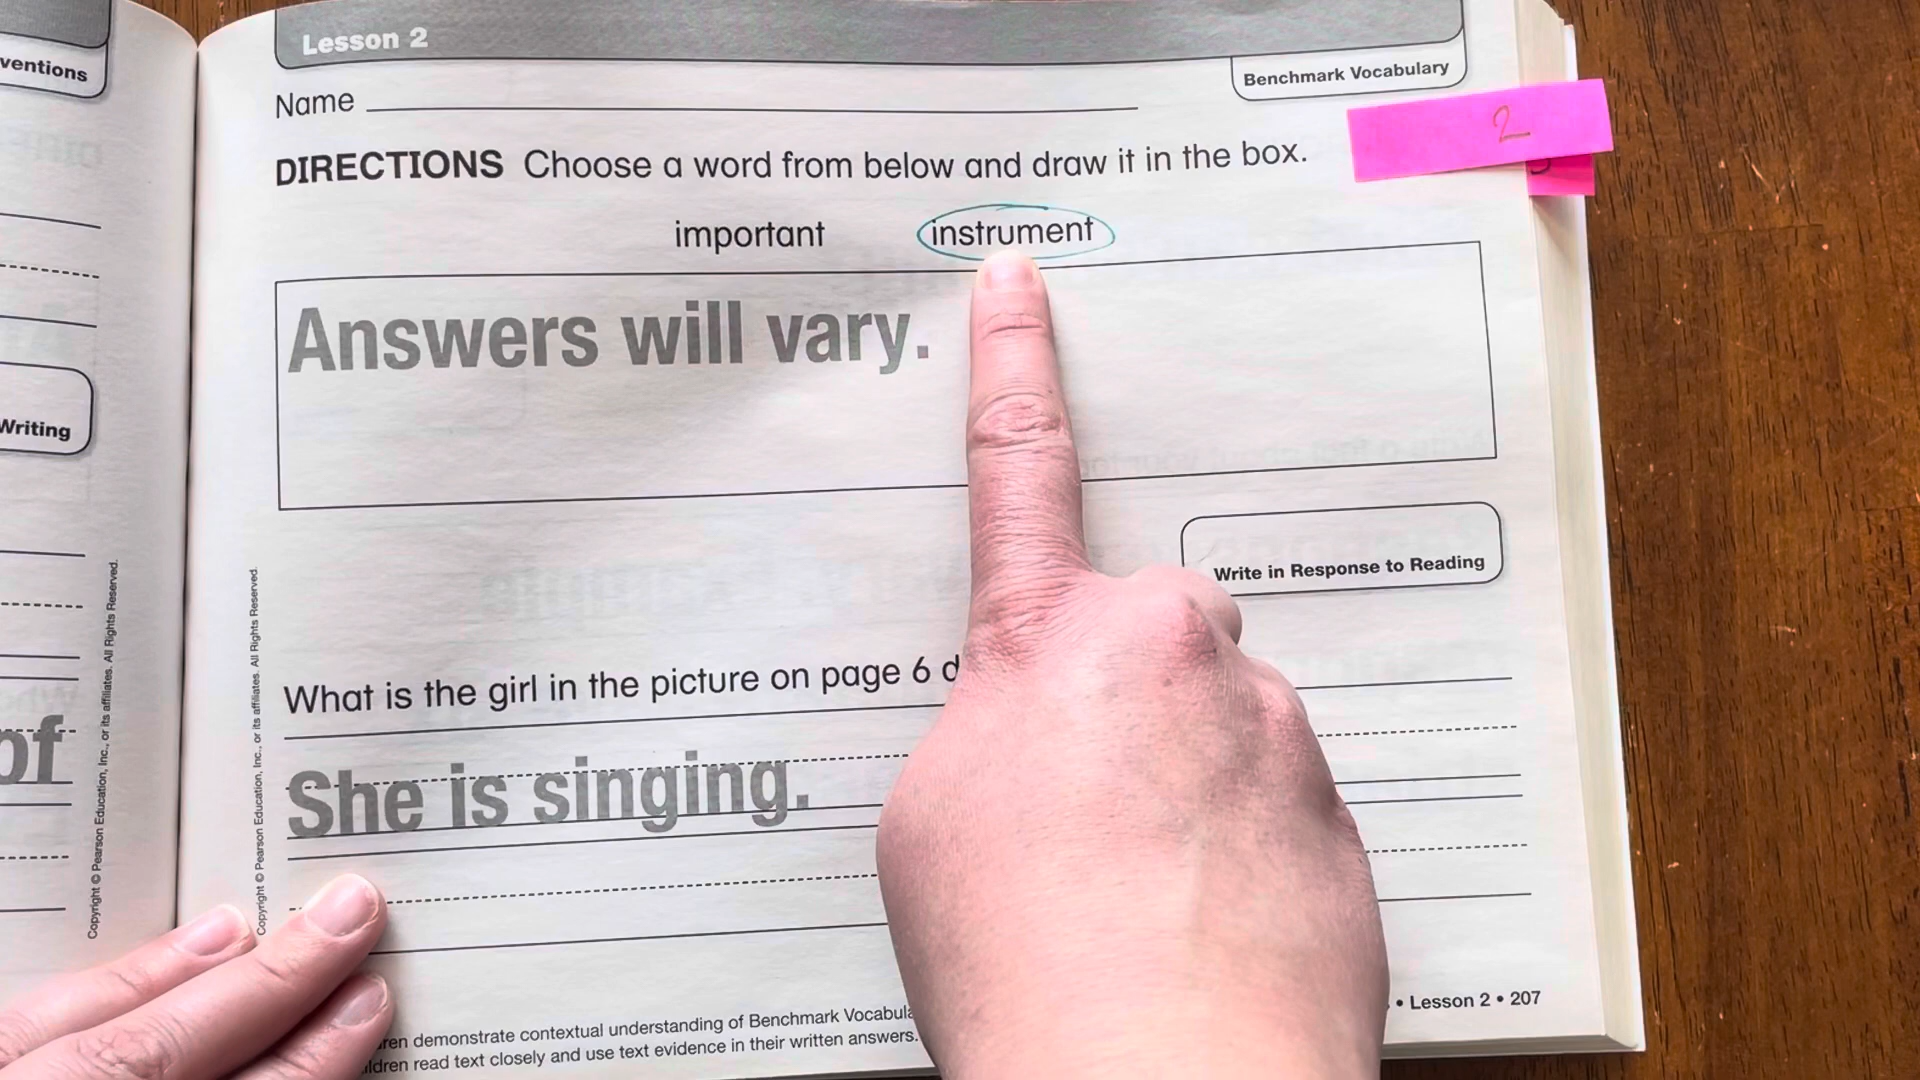 Lesson 2
ventions
Benchmark Vocabulary
Name
2
DIRECTIONS Choose a word from below and draw it in the box.
important instrument
Answers will vary.
Writing
Write in Response to Reading
What is the girl in the picture on page 6 d
of
She is singing.
Copyright © Pearson Education, Inc., or its affiliates. All Rights Reserved.
Copyright © Pearson Education, Inc., or its affiliates. All Rights Reserved.
• Lesson 2 • 207
ren demonstrate contextual understanding of Benchmark Vocabula
ildren read text closely and use text evidence in their written answers.